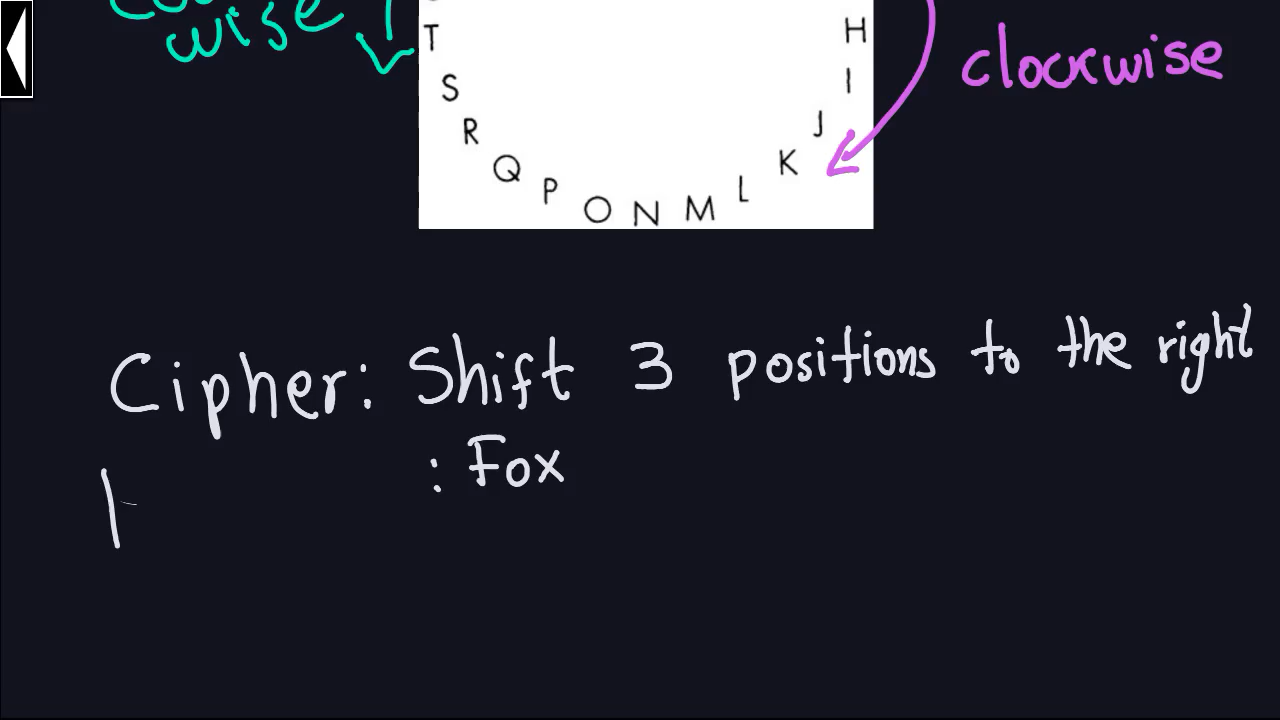 wise
clockwise
T
S
R
Q
P
O
N
M
L
K
J
I
H
Cipher: Shift 3 positions to the right
: Fox